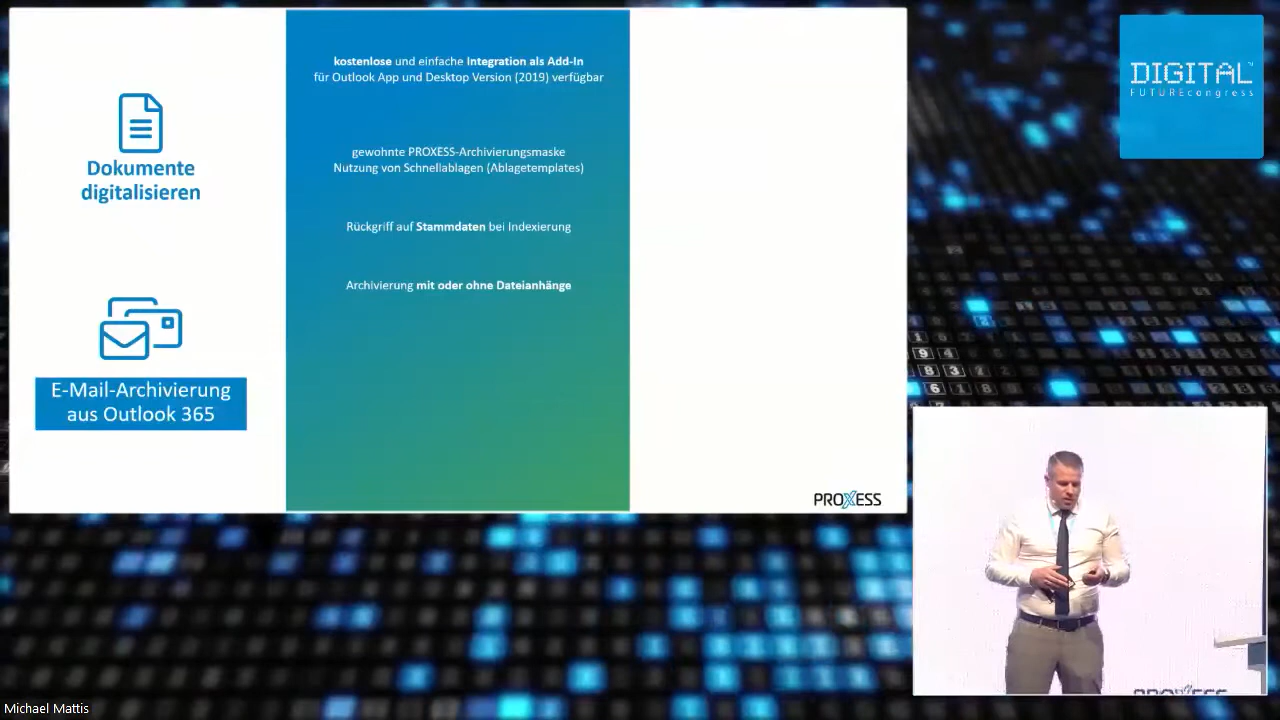 kostenlose und einfache Integration als Add-In
für Outlook App und Desktop Version (2019) verfügbar
gewohnte PROXESS-Archivierungsmaske
Nutzung von Schnellablagen (Ablagetemplates)
Rückgriff auf Stammdaten bei Indexierung
Archivierung mit oder ohne Dateianhänge
Dokumente
digitalisieren
E-Mail-Archivierung
aus Outlook 365
PROXESS
DIGITAL
FUTUREcongress
PROXESS
Michael Mattis